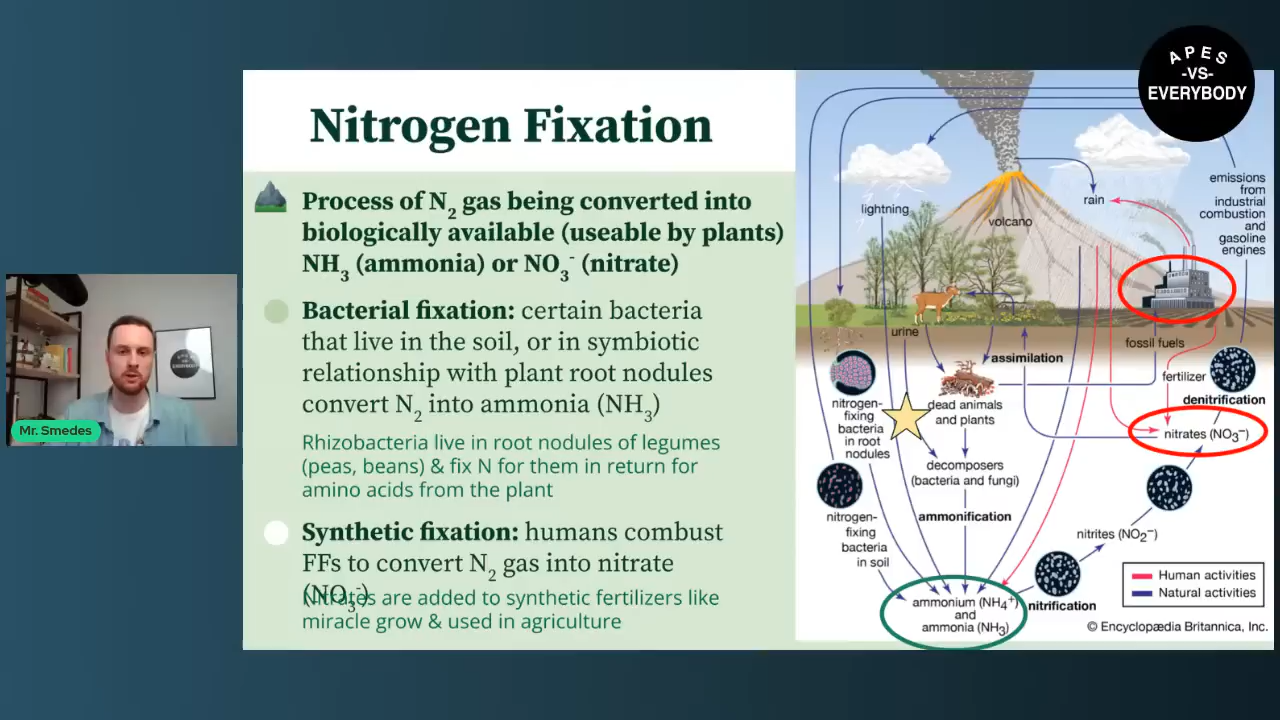 APES
-VS-
EVERYBODY
Nitrogen Fixation
Process of N₂ gas being converted into
biologically available (useable by plants)
NH₃ (ammonia) or NO₃⁻ (nitrate)
Bacterial fixation: certain bacteria
that live in the soil, or in symbiotic
relationship with plant root nodules
convert N₂ into ammonia (NH₃)
Rhizobacteria live in root nodules of legumes
(peas, beans) & fix N for them in return for
amino acids from the plant
Synthetic fixation: humans combust
FFs to convert N₂ gas into nitrate
(NO₃)
Nitrates are added to synthetic fertilizers like
miracle grow & used in agriculture
Mr. Smedes
APES
-VS-
EVERYBODY
lightning
volcano
rain
emissions
from
industrial
combustion
and
gasoline
engines
urine
fossil fuels
assimilation
fertilizer
denitrification
nitrogen-
fixing
bacteria
in root
nodules
dead animals
and plants
nitrates (NO₃⁻)
decomposers
(bacteria and fungi)
nitrogen-
fixing
bacteria
in soil
ammonification
nitrites (NO₂⁻)
ammonium (NH₄⁺)
and
ammonia (NH₃)
nitrification
Human activities
Natural activities
© Encyclopædia Britannica, Inc.